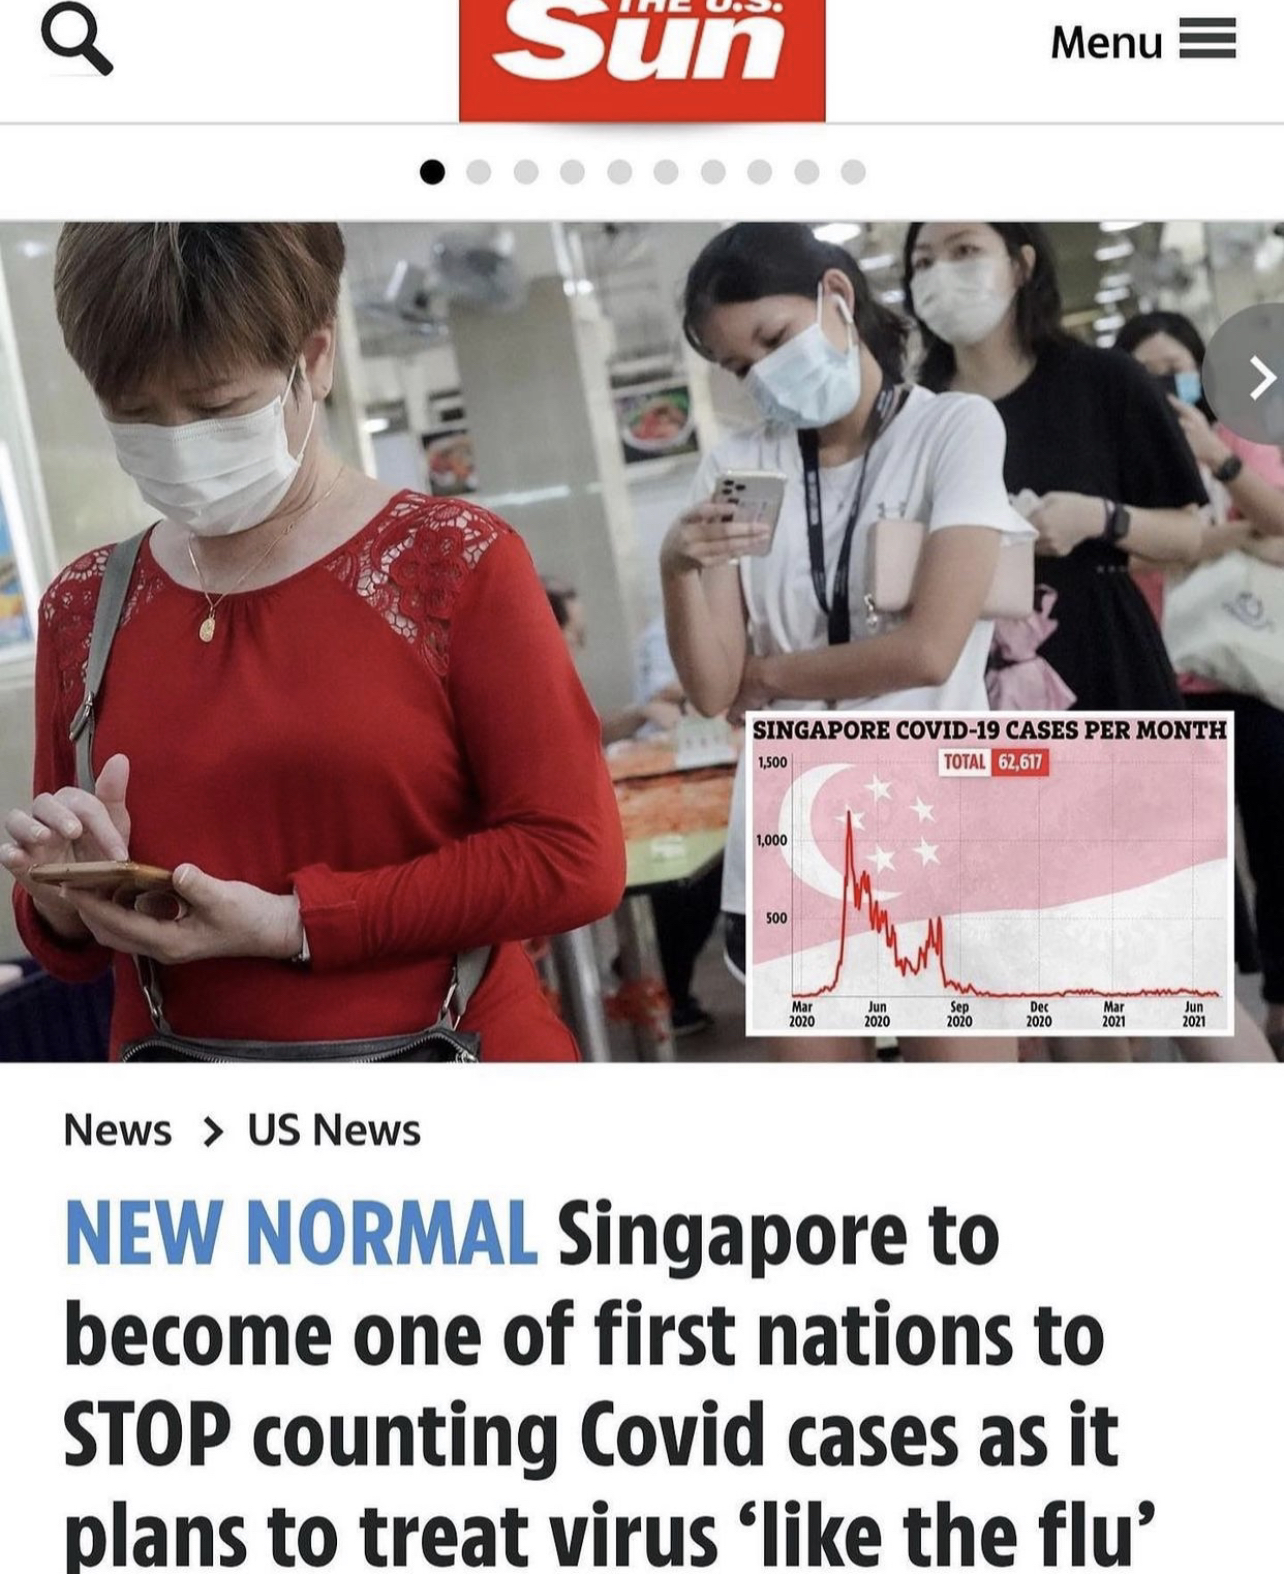 THE U.S.
Sun
Menu
SINGAPORE COVID-19 CASES PER MONTH
TOTAL 62,617
1,500
1,000
500
Mar 2020
Jun 2020
Sep 2020
Dec 2020
Mar 2021
Jun 2021
News > US News
NEW NORMAL Singapore to
become one of first nations to
STOP counting Covid cases as it
plans to treat virus ‘like the flu’